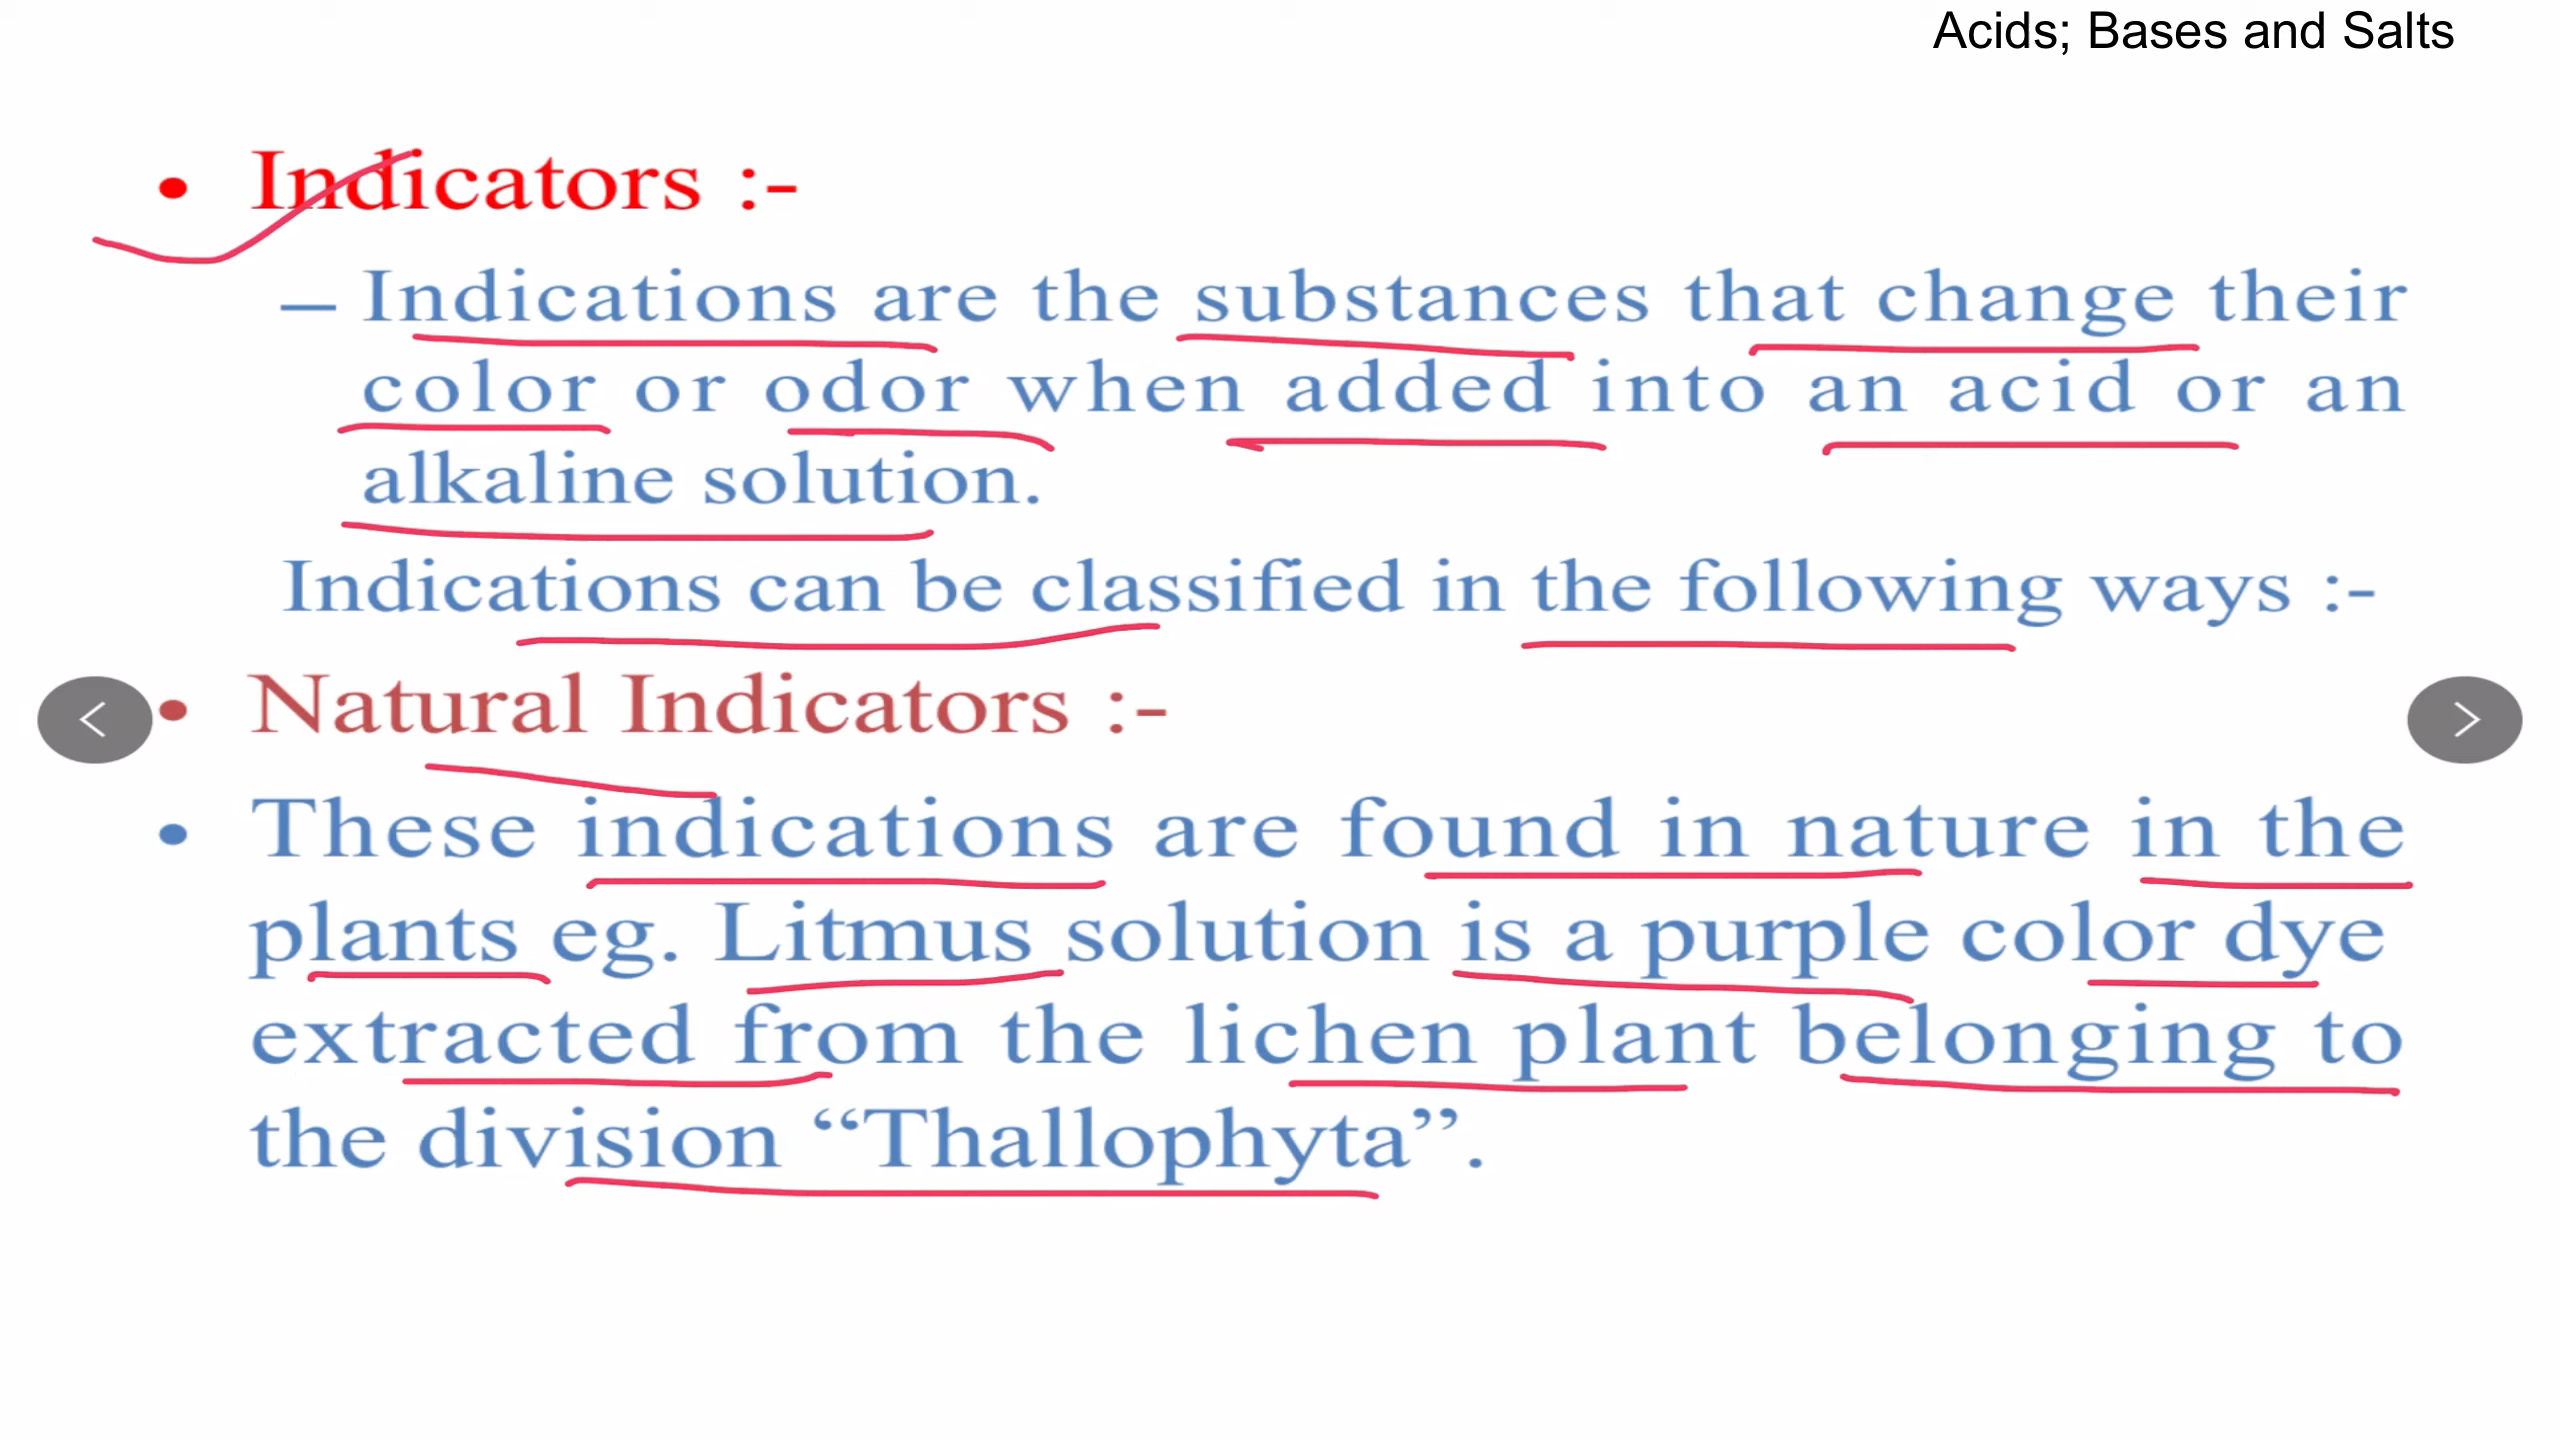 Acids; Bases and Salts
• Indicators :-
– Indications are the substances that change their
color or odor when added into an acid or an
alkaline solution.
Indications can be classified in the following ways :-
• Natural Indicators :-
• These indications are found in nature in the
plants eg. Litmus solution is a purple color dye
extracted from the lichen plant belonging to
the division “Thallophyta”.